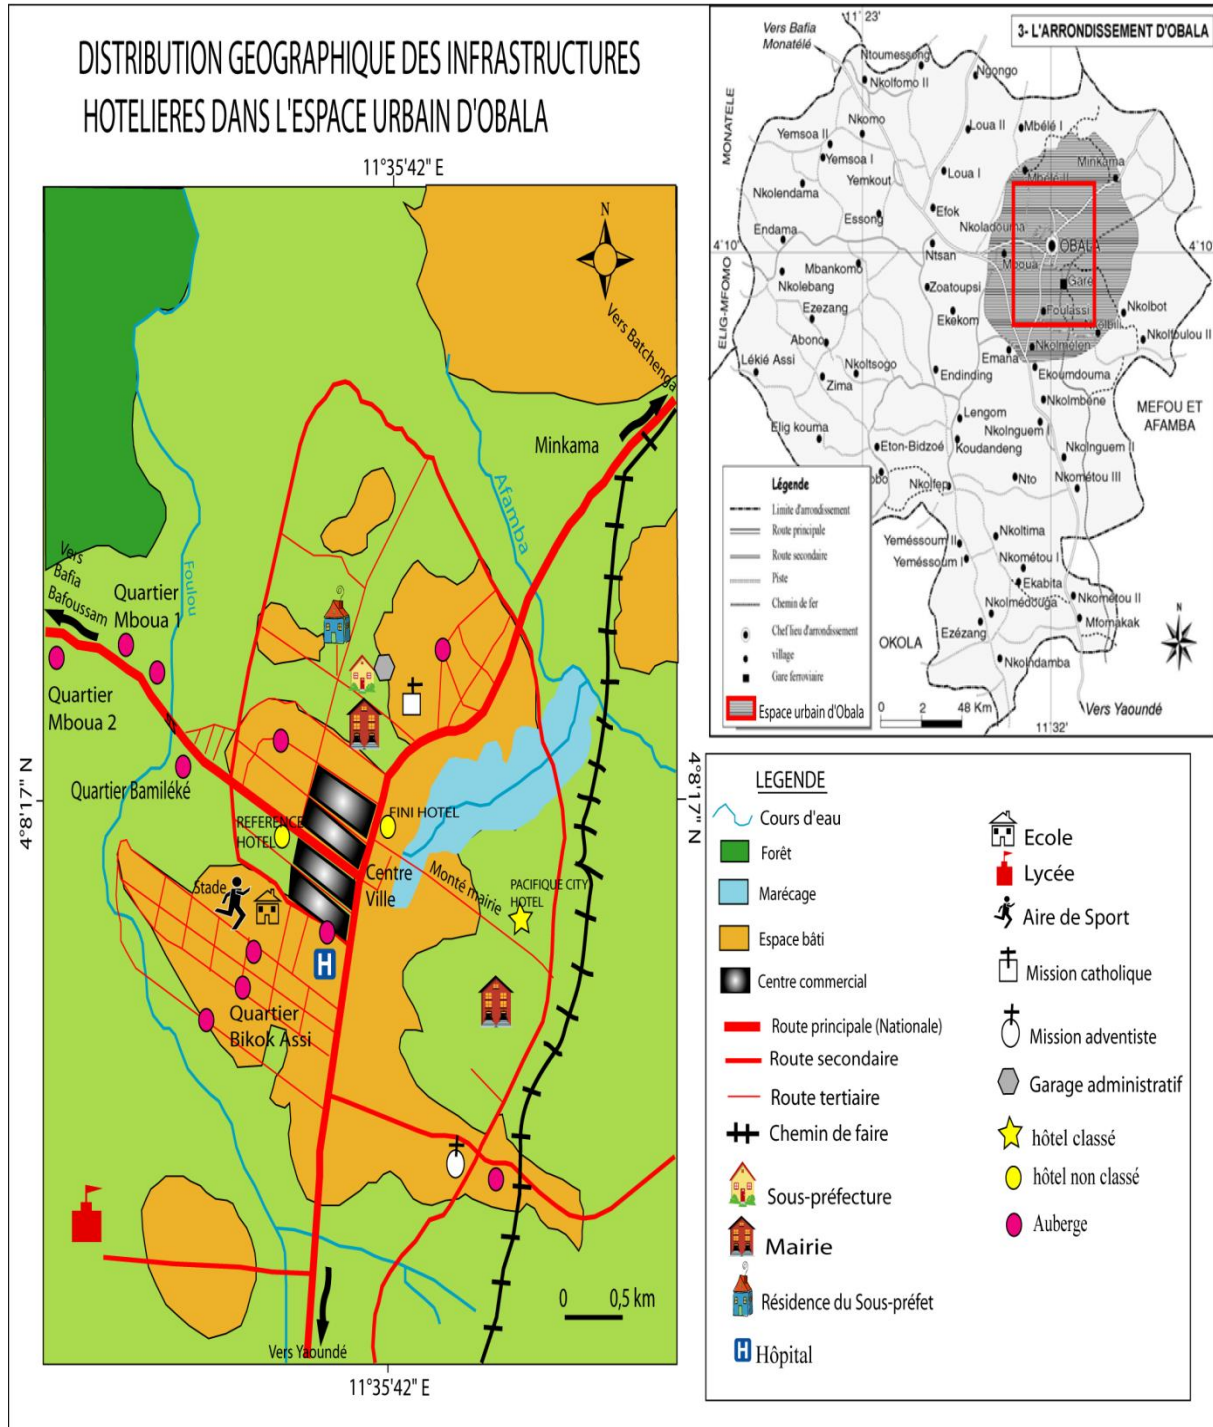 DISTRIBUTION GEOGRAPHIQUE DES INFRASTRUCTURES
HOTELIERES DANS L'ESPACE URBAIN D'OBALA
11°35'42" E
N
Vers Batchenga
Minkama
Afamba
Foulou
Vers
Bafia
Bafoussam
Quartier
Mboua 1
Quartier
Mboua 2
Quartier Bamiléké
4°8'17" N
4°8'17" N
REFERENCE
HOTEL
FINI HOTEL
Centre
Ville
Monté mairie
PACIFIQUE CITY
HOTEL
Stade
H
Quartier
Bikok Assi
0 0,5 km
Vers Yaoundé
11°35'42" E
3- L'ARRONDISSEMENT D'OBALA
11° 23'
Vers Bafia
Monatélé
Ntoumessong
Nkolfomo II
Ngongo
MONATELE
Nkomo
Loua II
Mbélé I
Yemsoa II
Yemsoa I
Minkama
Nkolendama
Yemkout
Loua I
Mbélé II
Essong
Efok
Nkoladouma
Endama
4°10'
Ntsan
OBALA
4°10'
Mboua
Mbankomo
Nkolebang
Zoatoupsi
Gare
ELIG-MFOMO
Ezezang
Ekekom
Foulassi
Nkolbot
Nkolbili
Nkolfoulou II
Abono
Emana
Nkolmélen
Lékié Assi
Nkoltsogo
Zima
Endinding
Ekoumdouma
Nkolmbène
MEFOU ET
AFAMBA
Lengom
Elig kouma
Nkolnguem I
Eton-Bidzoé
Koudandeng
Nkolnguem II
obo
Nkolfep
Nto
Nkométou III
Légende
Limite d'arrondissement
Route principale
Route secondaire
Piste
Chemin de fer
Chef lieu d'arrondissement
village
Gare ferroviaire
Espace urbain d'Obala
Nkoltima
Yeméssoum II
Yeméssoum I
Nkométou I
Ekabita
Nkolmédouga
Nkométou II
Ezézang
Mfomakak
OKOLA
Nkolndamba
N
0 2 48 Km
11°32'
Vers Yaoundé
LEGENDE
Cours d'eau
Forêt
Marécage
Espace bâti
Centre commercial
Route principale (Nationale)
Route secondaire
Route tertiaire
Chemin de faire
Sous-préfecture
Mairie
Résidence du Sous-préfet
H Hôpital
Ecole
Lycée
Aire de Sport
Mission catholique
Mission adventiste
Garage administratif
hôtel classé
hôtel non classé
Auberge